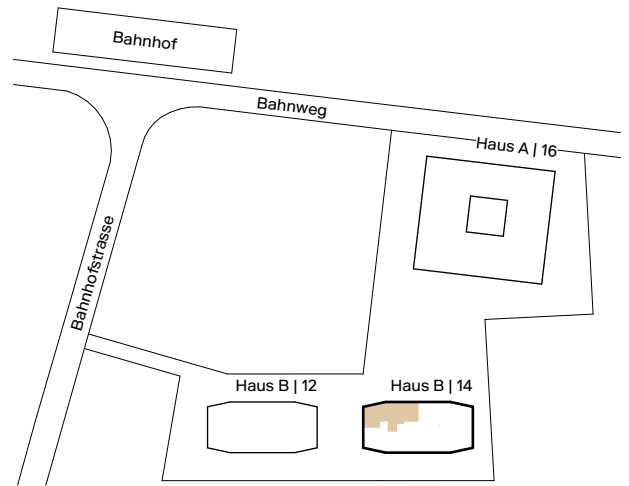 Bahnhof
Bahnweg
Haus A | 16
Bahnhofstrasse
Haus B | 12
Haus B | 14